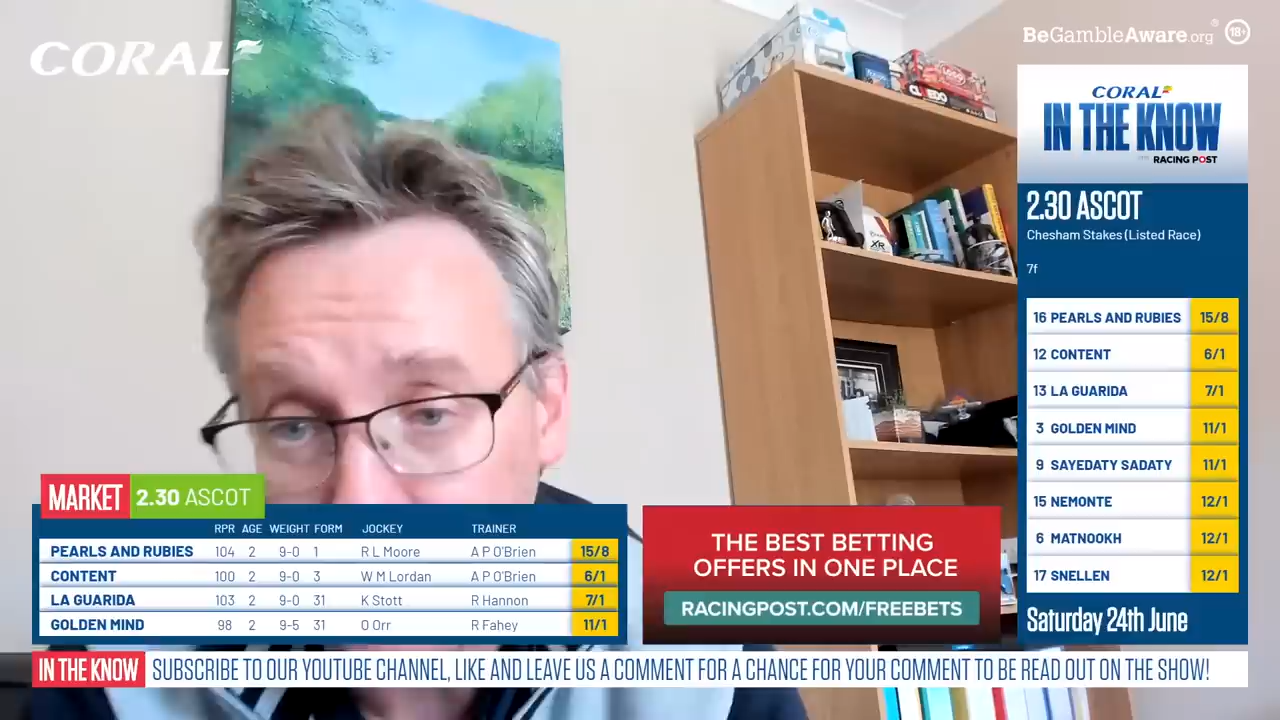 CORAL
BeGambleAware.org® 18+
CORAL
IN THE KNOW
RACING POST
2.30 ASCOT
Chesham Stakes (Listed Race)
7f
16 PEARLS AND RUBIES 15/8
12 CONTENT 6/1
13 LA GUARIDA 7/1
3 GOLDEN MIND 11/1
9 SAYEDATY SADATY 11/1
15 NEMONTE 12/1
6 MATNOOKH 12/1
17 SNELLEN 12/1
Saturday 24th June
CLUEDO
XR
MARKET 2.30 ASCOT
RPR AGE WEIGHT FORM JOCKEY TRAINER
PEARLS AND RUBIES 104 2 9-0 1 R L Moore A P O'Brien 15/8
CONTENT 100 2 9-0 3 W M Lordan A P O'Brien 6/1
LA GUARIDA 103 2 9-0 31 K Stott R Hannon 7/1
GOLDEN MIND 98 2 9-5 31 O Orr R Fahey 11/1
THE BEST BETTING
OFFERS IN ONE PLACE
RACINGPOST.COM/FREEBETS
IN THE KNOW SUBSCRIBE TO OUR YOUTUBE CHANNEL, LIKE AND LEAVE US A COMMENT FOR A CHANCE FOR YOUR COMMENT TO BE READ OUT ON THE SHOW!